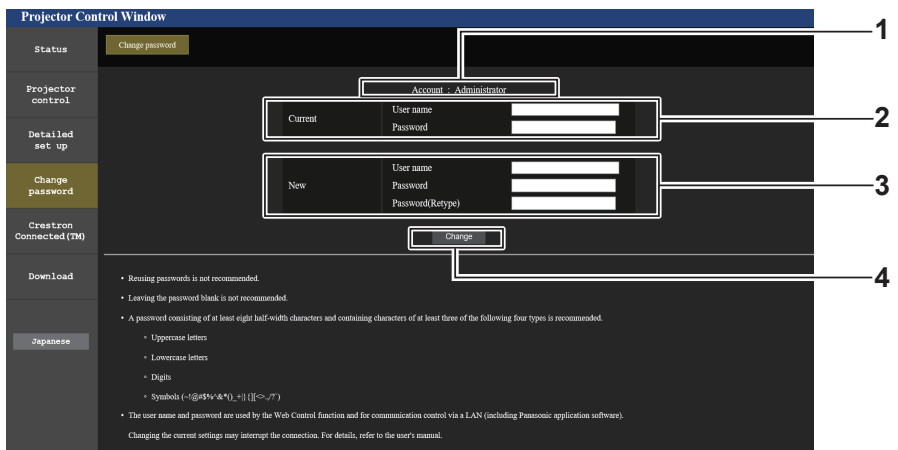 Projector Control Window
Status
Change password
Projector
control
Detailed
set up
Change
password
Crestron
Connected(TM)
Download
Japanese
Account : Administrator
Current
User name
Password
New
User name
Password
Password(Retype)
Change
1
2
3
4
• Reusing passwords is not recommended.
• Leaving the password blank is not recommended.
• A password consisting of at least eight half-width characters and containing characters of at least three of the following four types is recommended.
◦ Uppercase letters
◦ Lowercase letters
◦ Digits
◦ Symbols (~!@#$%^&*()_+|}{][<>.,/?`)
• The user name and password are used by the Web Control function and for communication control via a LAN (including Panasonic application software).
Changing the current settings may interrupt the connection. For details, refer to the user's manual.